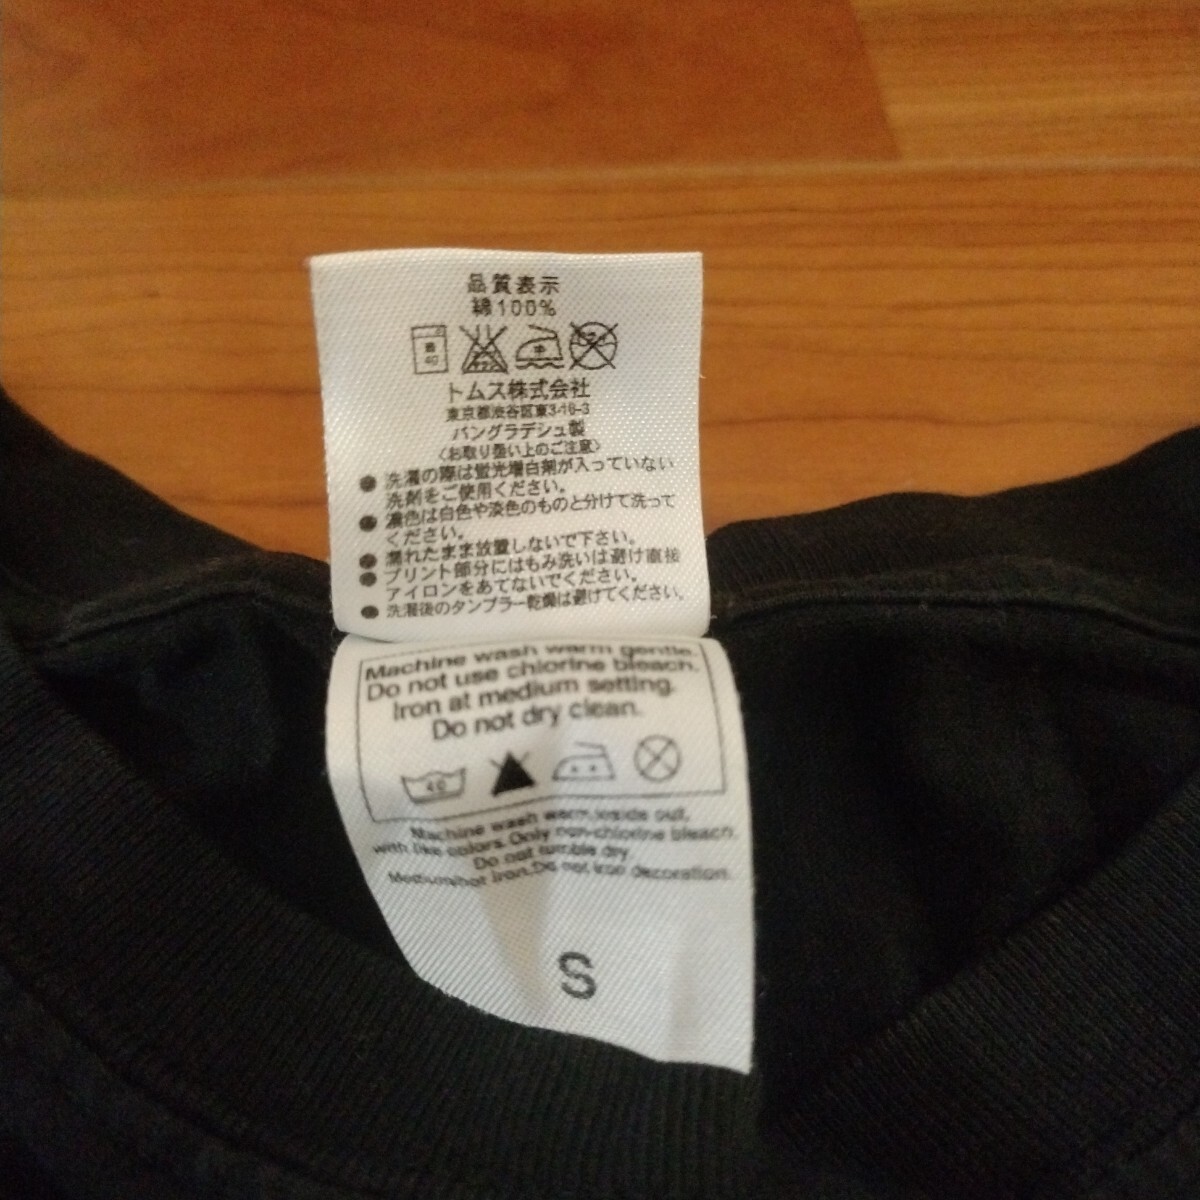 品質表示
綿100%
トムス株式会社
東京都渋谷区東3-16-3
バングラデシュ製
〈お取り扱い上のご注意〉
● 洗濯の際は蛍光増白剤が入っていない
洗剤をご使用ください。
● 濃色は白色や淡色のものと分けて洗って
ください。
● 濡れたまま放置しないで下さい。
● プリント部分にはもみ洗いは避け直接
アイロンをあてないでください。
● 洗濯後のタンブラー乾燥は避けてください。
Machine wash warm gentle.
Do not use chlorine bleach.
Iron at medium setting.
Do not dry clean.
40
Machine wash warm,inside out,
with like colors. Only non-chlorine bleach.
Do not tumble dry
Medium/hot iron.Do not iron decoration.
S